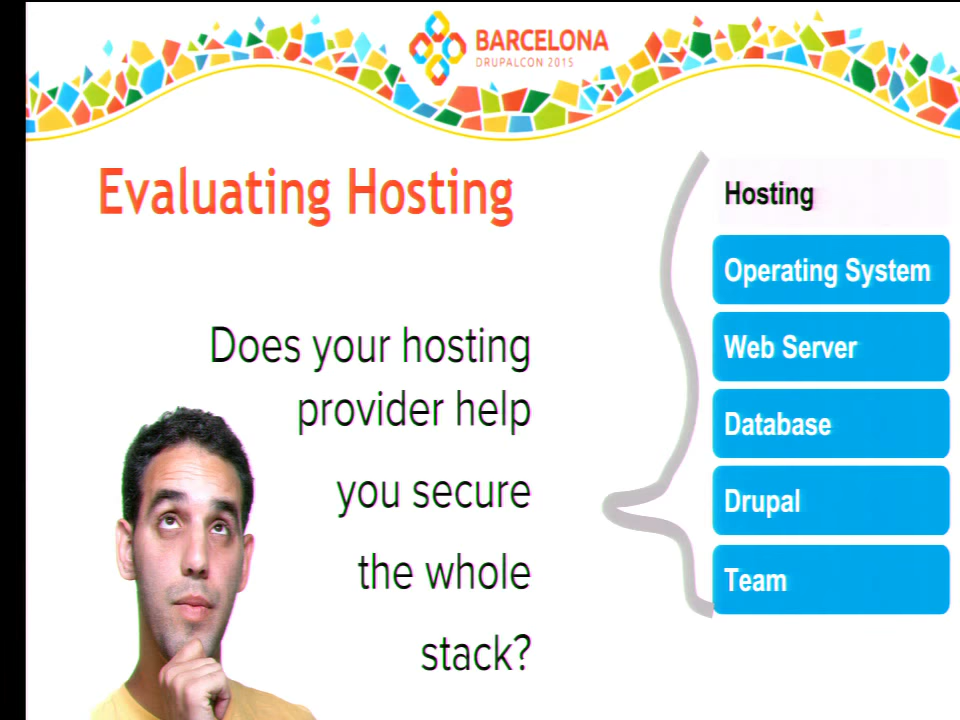 BARCELONA
DRUPALCON 2015
Evaluating Hosting
Does your hosting
provider help
you secure
the whole
stack?
Hosting
Operating System
Web Server
Database
Drupal
Team